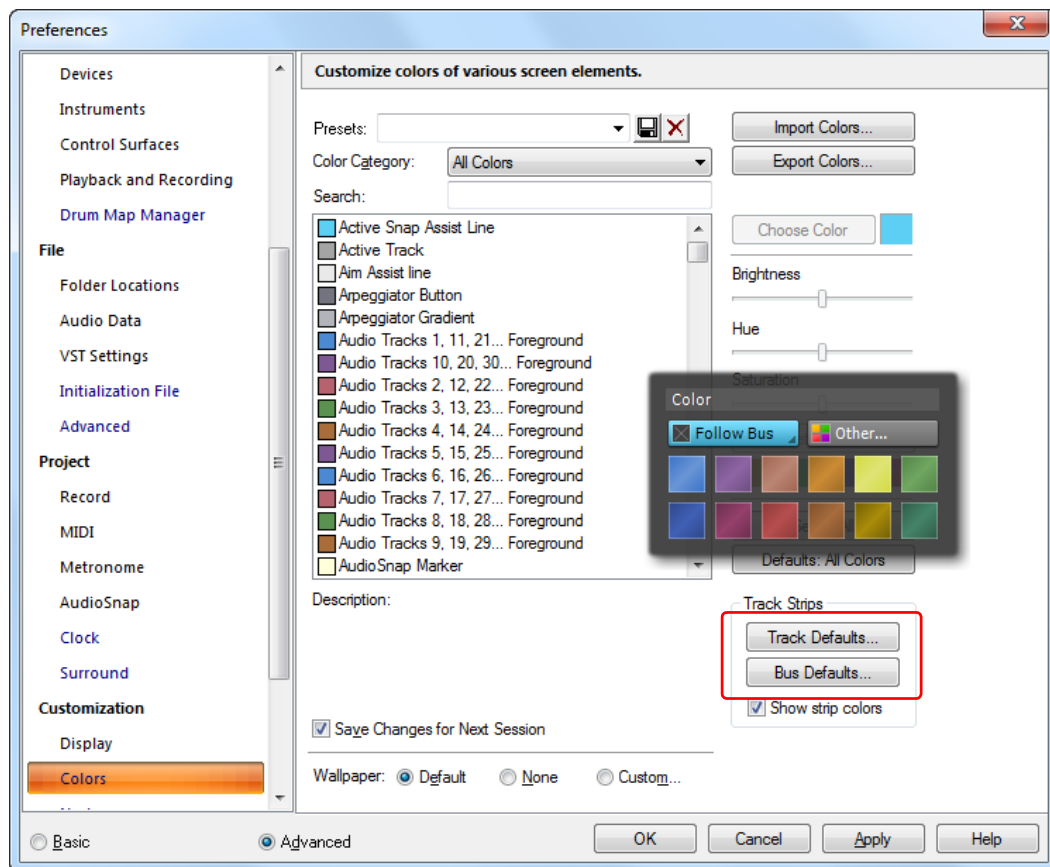 Preferences
Devices
Instruments
Control Surfaces
Playback and Recording
Drum Map Manager
File
Folder Locations
Audio Data
VST Settings
Initialization File
Advanced
Project
Record
MIDI
Metronome
AudioSnap
Clock
Surround
Customization
Display
Colors
Customize colors of various screen elements.
Presets:
Color Category: All Colors
Search:
Active Snap Assist Line
Active Track
Aim Assist line
Arpeggiator Button
Arpeggiator Gradient
Audio Tracks 1, 11, 21... Foreground
Audio Tracks 10, 20, 30... Foreground
Audio Tracks 2, 12, 22... Foreground
Audio Tracks 3, 13, 23... Foreground
Audio Tracks 4, 14, 24... Foreground
Audio Tracks 5, 15, 25... Foreground
Audio Tracks 6, 16, 26... Foreground
Audio Tracks 7, 17, 27... Foreground
Audio Tracks 8, 18, 28... Foreground
Audio Tracks 9, 19, 29... Foreground
AudioSnap Marker
Description:
Save Changes for Next Session
Wallpaper: Default None Custom...
Import Colors...
Export Colors...
Choose Color
Brightness
Hue
Saturation
Color
Follow Bus Other...
Defaults: All Colors
Track Strips
Track Defaults...
Bus Defaults...
Show strip colors
Basic Advanced OK Cancel Apply Help